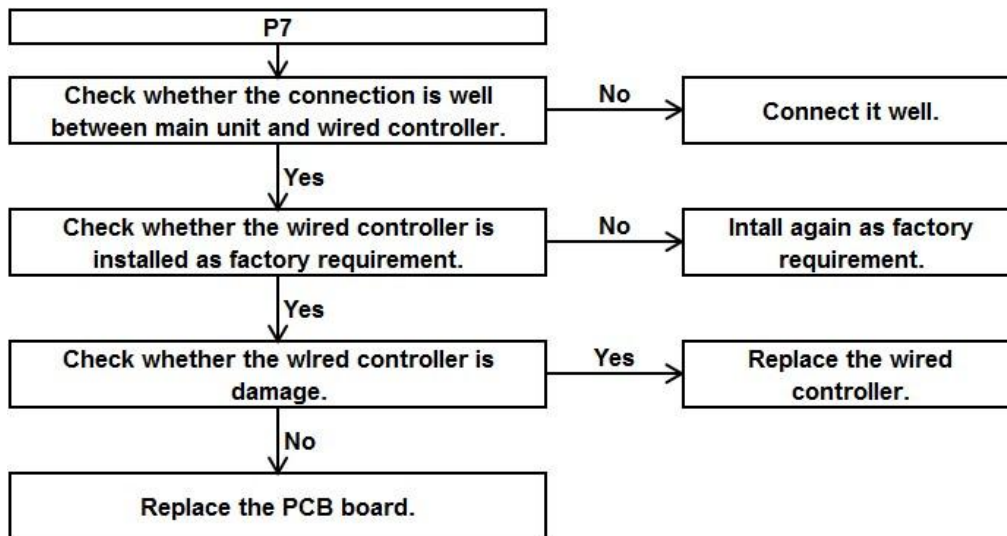 P7
Check whether the connection is well
between main unit and wired controller.
No
Connect it well.
Yes
Check whether the wired controller is
installed as factory requirement.
No
Intall again as factory
requirement.
Yes
Check whether the wIred controller is
damage.
Yes
Replace the wired
controller.
No
Replace the PCB board.